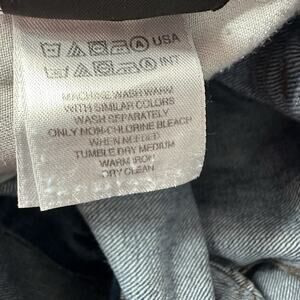 A USA
A INT
MACHINE WASH WARM
WITH SIMILAR COLORS
WASH SEPARATELY
ONLY NON-CHLORINE BLEACH
WHEN NEEDED
TUMBLE DRY MEDIUM
WARM IRON
DRY CLEAN